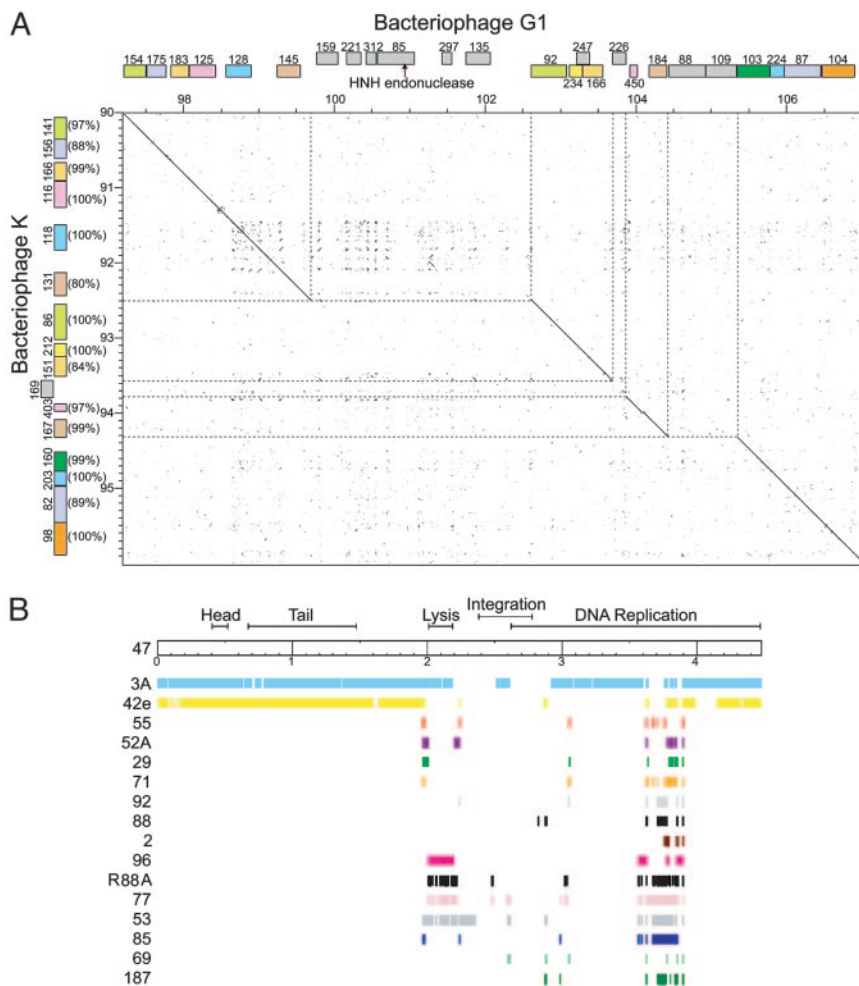 A
Bacteriophage G1
159 221 312 85 297 135 247 226
154 175 183 125 128 145 92 184 88 109 103 224 87 104
HNH endonuclease
234 166 450
98 100 102 104 106
Bacteriophage K
90
141 (97%)
156 (88%)
166 (99%)
91
116 (100%)
118 (100%)
92
131 (80%)
86 (100%)
93
212 (100%)
151 (84%)
169
94
403 (97%)
167 (99%)
160 (99%)
95
203 (100%)
82 (89%)
98 (100%)
B
Head Tail Lysis Integration DNA Replication
47
0 1 2 3 4
3A
42e
55
52A
29
71
92
88
2
96
R88A
77
53
85
69
187